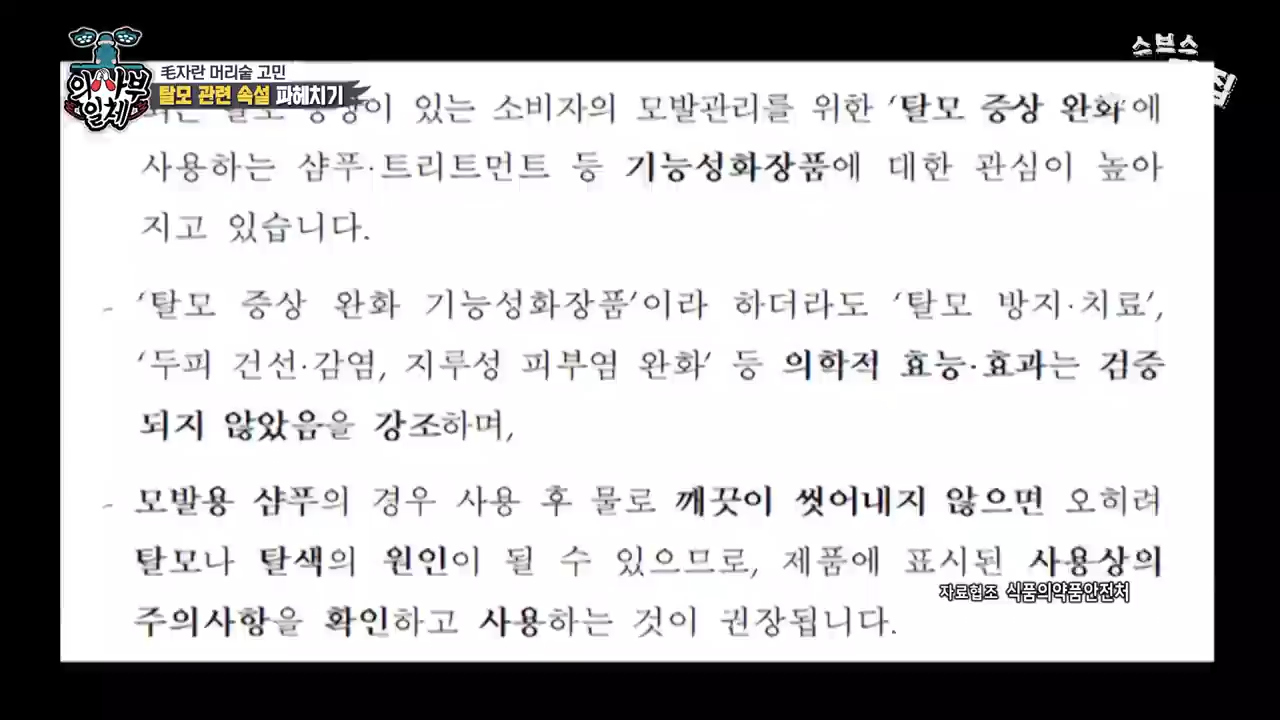 의사부일체
毛자란 머리숱 고민
탈모 관련 속설 파헤치기
스브스
이 있는 소비자의 모발관리를 위한 '탈모 증상 완화'에
사용하는 샴푸·트리트먼트 등 기능성화장품에 대한 관심이 높아
지고 있습니다.
- '탈모 증상 완화 기능성화장품'이라 하더라도 '탈모 방지·치료',
'두피 건선·감염, 지루성 피부염 완화' 등 의학적 효능·효과는 검증
되지 않았음을 강조하며,
- 모발용 샴푸의 경우 사용 후 물로 깨끗이 씻어내지 않으면 오히려
탈모나 탈색의 원인이 될 수 있으므로, 제품에 표시된 사용상의
주의사항을 확인하고 사용하는 것이 권장됩니다.
자료협조 식품의약품안전처